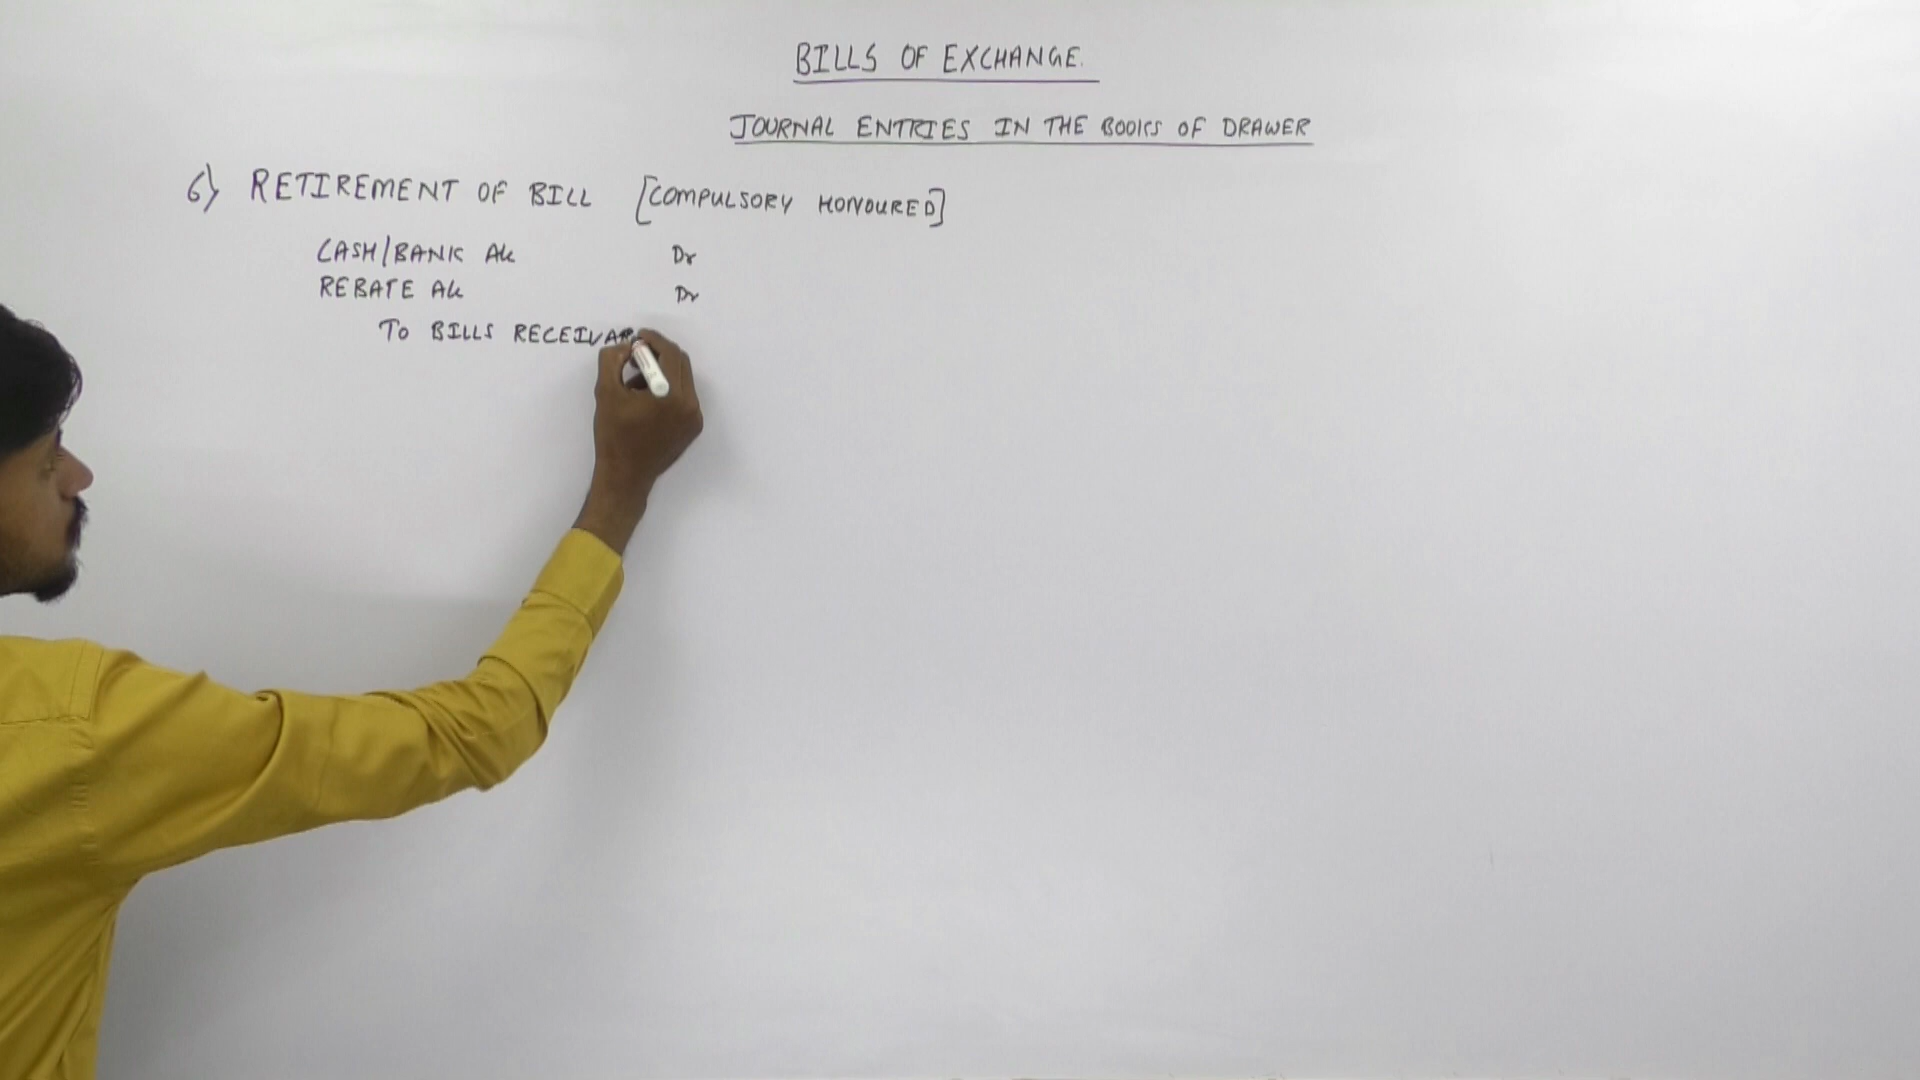 BILLS OF EXCHANGE.
JOURNAL ENTRIES IN THE BOOKS OF DRAWER
6) RETIREMENT OF BILL [COMPULSORY HONOURED]
CASH/BANK A/c Dr
REBATE A/c Dr
TO BILLS